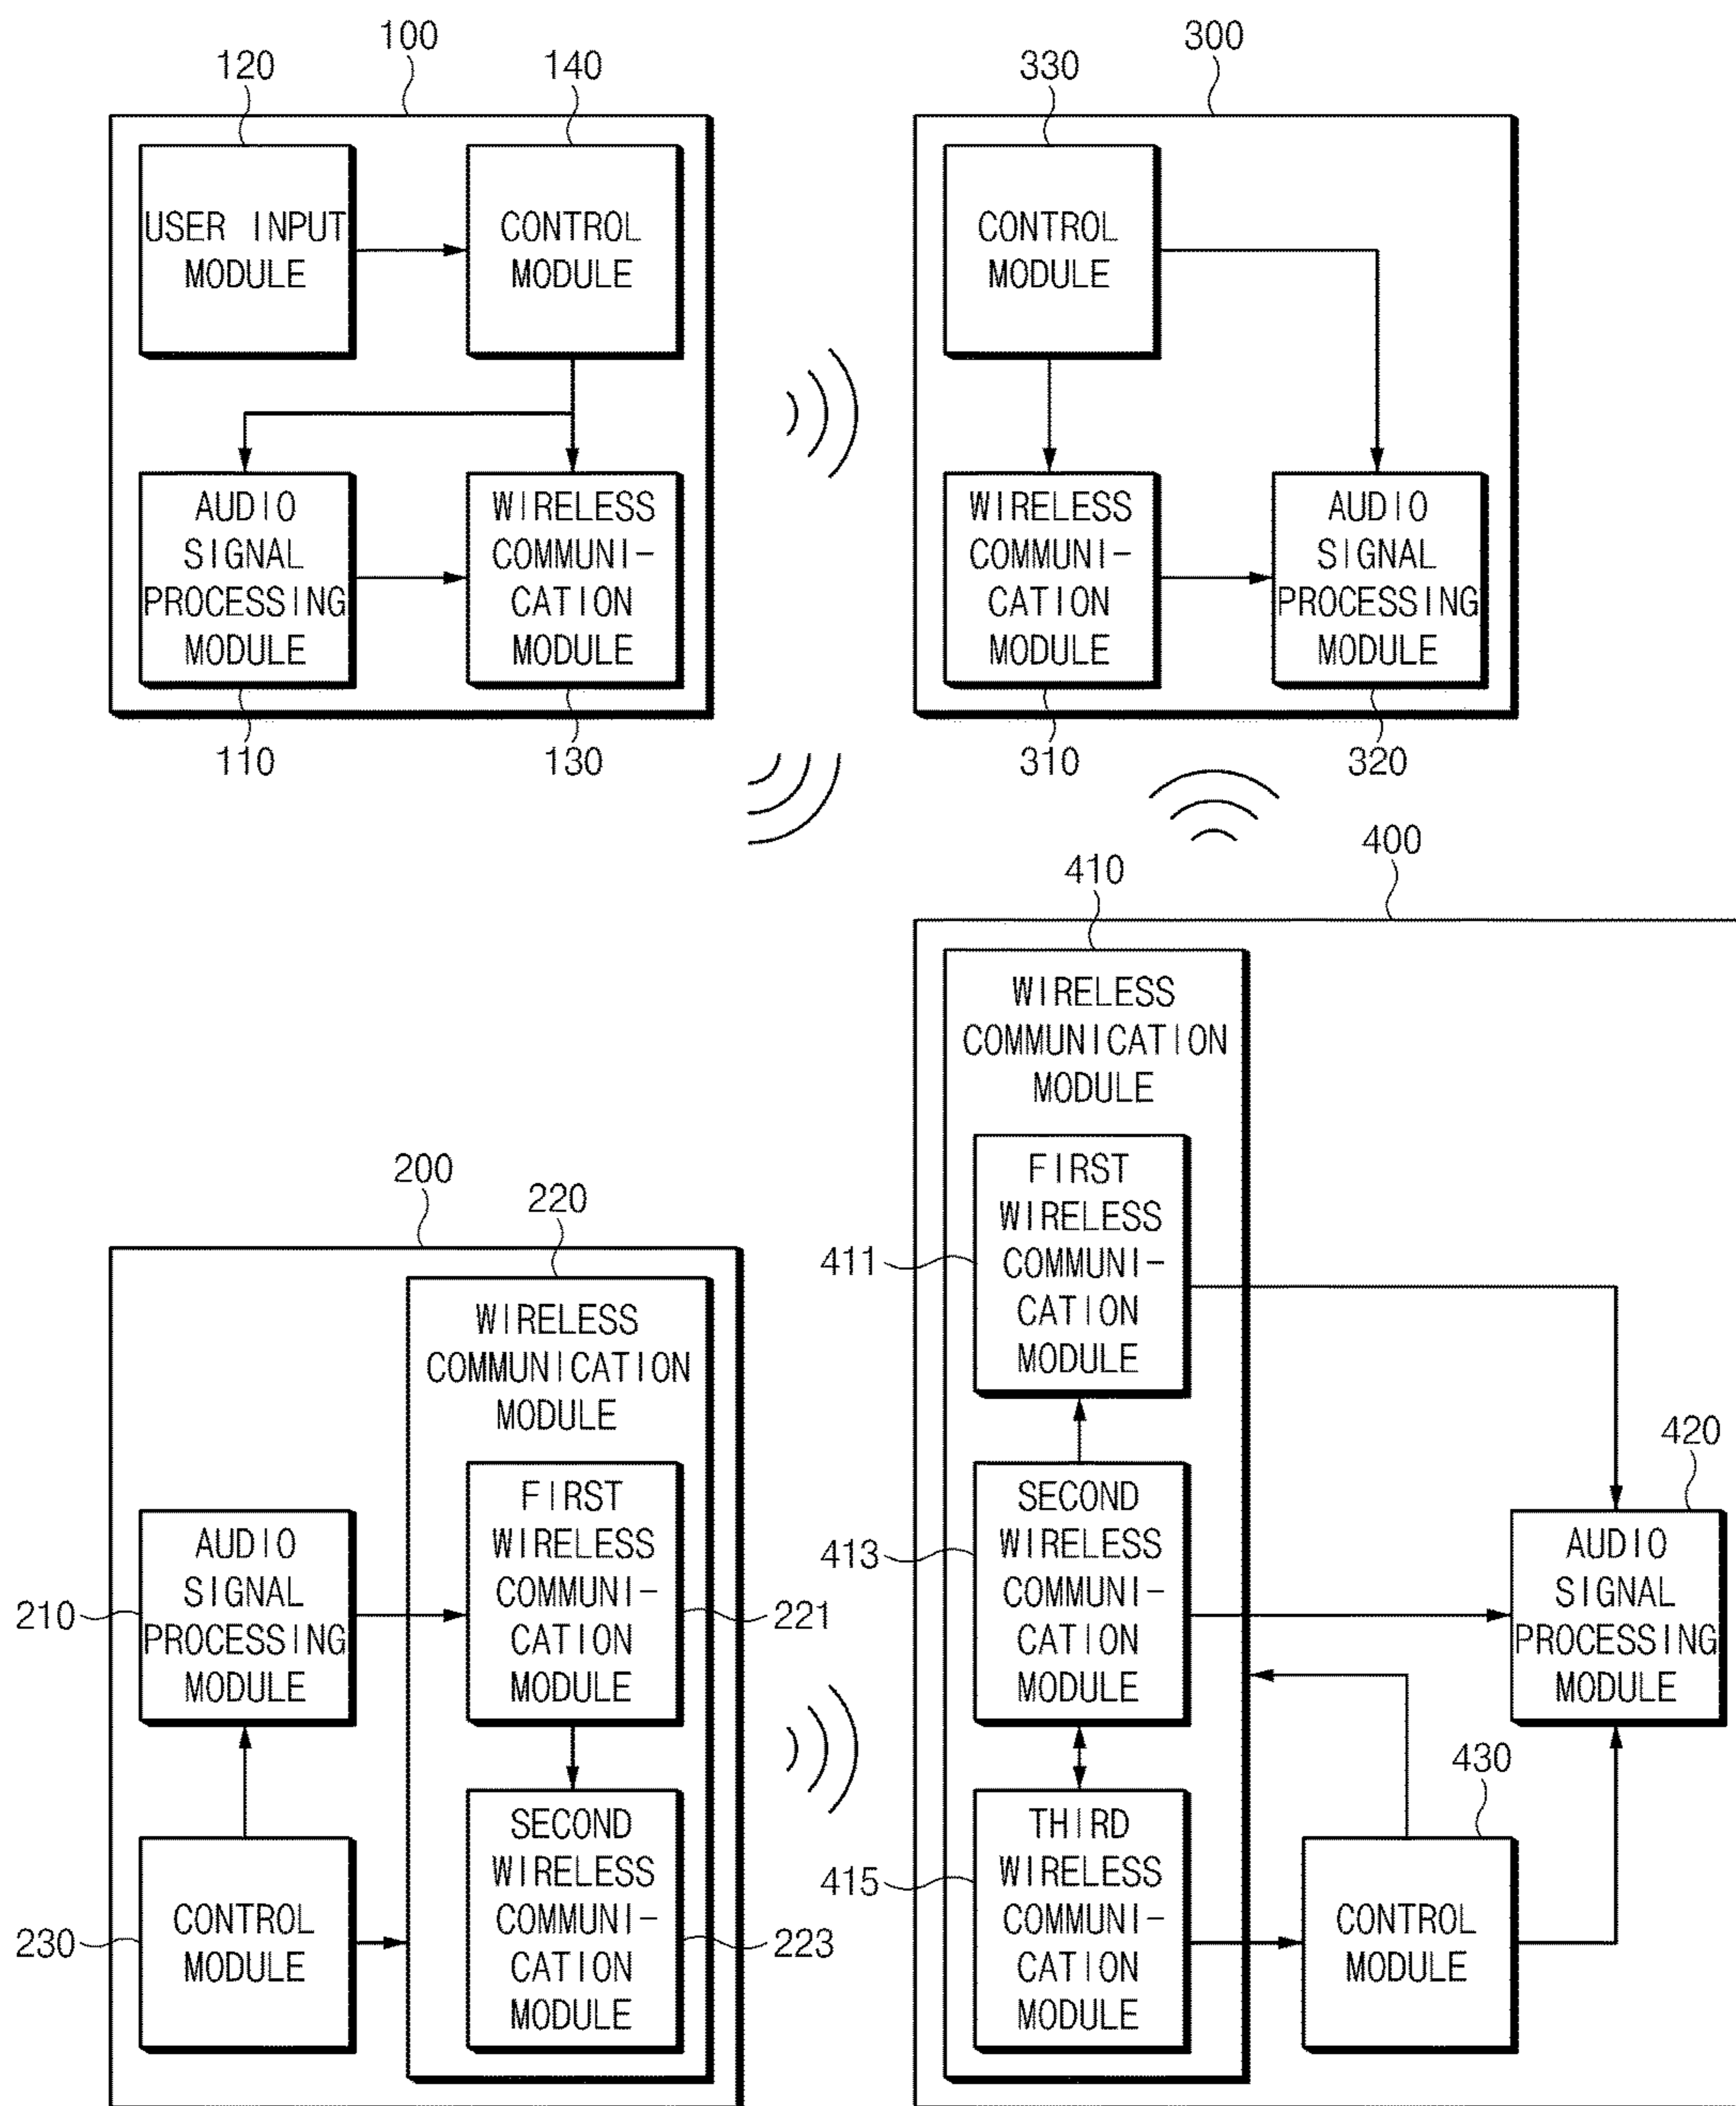 100
120
140
USER INPUT
MODULE
CONTROL
MODULE
AUDIO
SIGNAL
PROCESSING
MODULE
WIRELESS
COMMUNI-
CATION
MODULE
110
130
300
330
CONTROL
MODULE
WIRELESS
COMMUNI-
CATION
MODULE
AUDIO
SIGNAL
PROCESSING
MODULE
310
320
200
220
WIRELESS
COMMUNICATION
MODULE
FIRST
WIRELESS
COMMUNI-
CATION
MODULE
221
AUDIO
SIGNAL
PROCESSING
MODULE
210
SECOND
WIRELESS
COMMUNI-
CATION
MODULE
223
CONTROL
MODULE
230
400
410
WIRELESS
COMMUNICATION
MODULE
FIRST
WIRELESS
COMMUNI-
CATION
MODULE
411
SECOND
WIRELESS
COMMUNI-
CATION
MODULE
413
420
AUDIO
SIGNAL
PROCESSING
MODULE
THIRD
WIRELESS
COMMUNI-
CATION
MODULE
415
430
CONTROL
MODULE